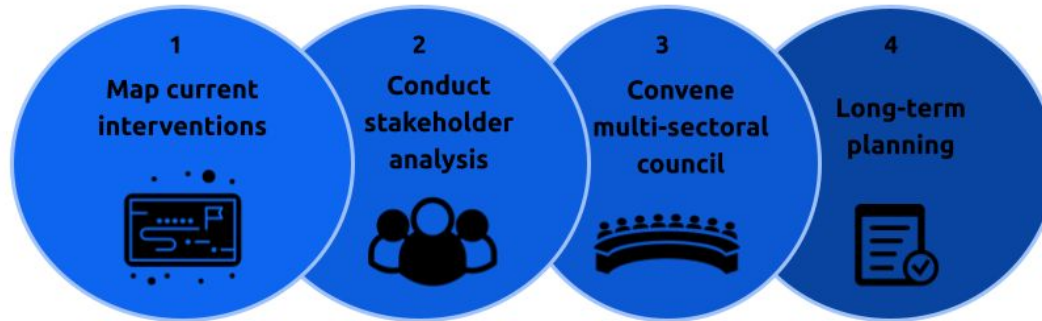 1
Map current
interventions
2
Conduct
stakeholder
analysis
3
Convene
multi-sectoral
council
4
Long-term
planning